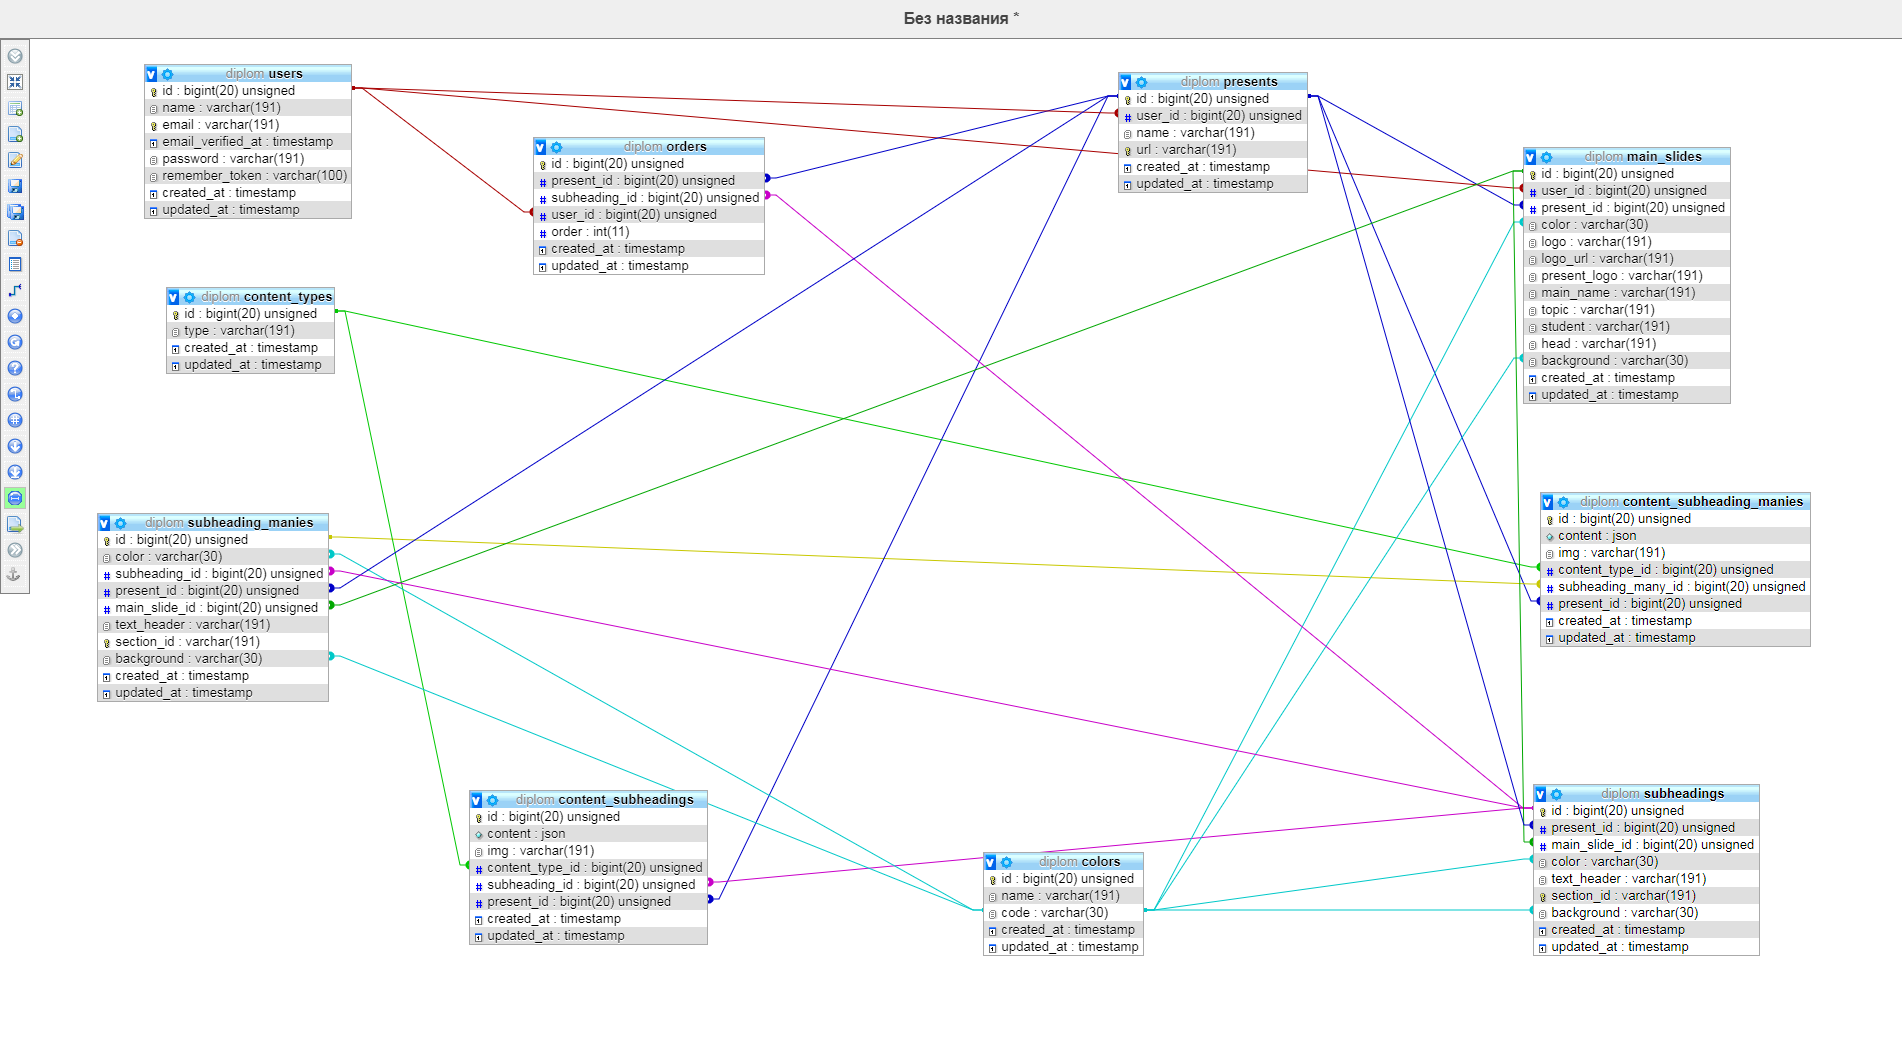 Без названия *
diplom users
id : bigint(20) unsigned
name : varchar(191)
email : varchar(191)
email_verified_at : timestamp
password : varchar(191)
remember_token : varchar(100)
created_at : timestamp
updated_at : timestamp
diplom orders
id : bigint(20) unsigned
present_id : bigint(20) unsigned
subheading_id : bigint(20) unsigned
user_id : bigint(20) unsigned
order : int(11)
created_at : timestamp
updated_at : timestamp
diplom presents
id : bigint(20) unsigned
user_id : bigint(20) unsigned
name : varchar(191)
url : varchar(191)
created_at : timestamp
updated_at : timestamp
diplom main_slides
id : bigint(20) unsigned
user_id : bigint(20) unsigned
present_id : bigint(20) unsigned
color : varchar(30)
logo : varchar(191)
logo_url : varchar(191)
present_logo : varchar(191)
main_name : varchar(191)
topic : varchar(191)
student : varchar(191)
head : varchar(191)
background : varchar(30)
created_at : timestamp
updated_at : timestamp
diplom content_types
id : bigint(20) unsigned
type : varchar(191)
created_at : timestamp
updated_at : timestamp
diplom subheading_manies
id : bigint(20) unsigned
color : varchar(30)
subheading_id : bigint(20) unsigned
present_id : bigint(20) unsigned
main_slide_id : bigint(20) unsigned
text_header : varchar(191)
section_id : varchar(191)
background : varchar(30)
created_at : timestamp
updated_at : timestamp
diplom content_subheading_manies
id : bigint(20) unsigned
content : json
img : varchar(191)
content_type_id : bigint(20) unsigned
subheading_many_id : bigint(20) unsigned
present_id : bigint(20) unsigned
created_at : timestamp
updated_at : timestamp
diplom content_subheadings
id : bigint(20) unsigned
content : json
img : varchar(191)
content_type_id : bigint(20) unsigned
subheading_id : bigint(20) unsigned
present_id : bigint(20) unsigned
created_at : timestamp
updated_at : timestamp
diplom colors
id : bigint(20) unsigned
name : varchar(191)
code : varchar(30)
created_at : timestamp
updated_at : timestamp
diplom subheadings
id : bigint(20) unsigned
present_id : bigint(20) unsigned
main_slide_id : bigint(20) unsigned
color : varchar(30)
text_header : varchar(191)
section_id : varchar(191)
background : varchar(30)
created_at : timestamp
updated_at : timestamp